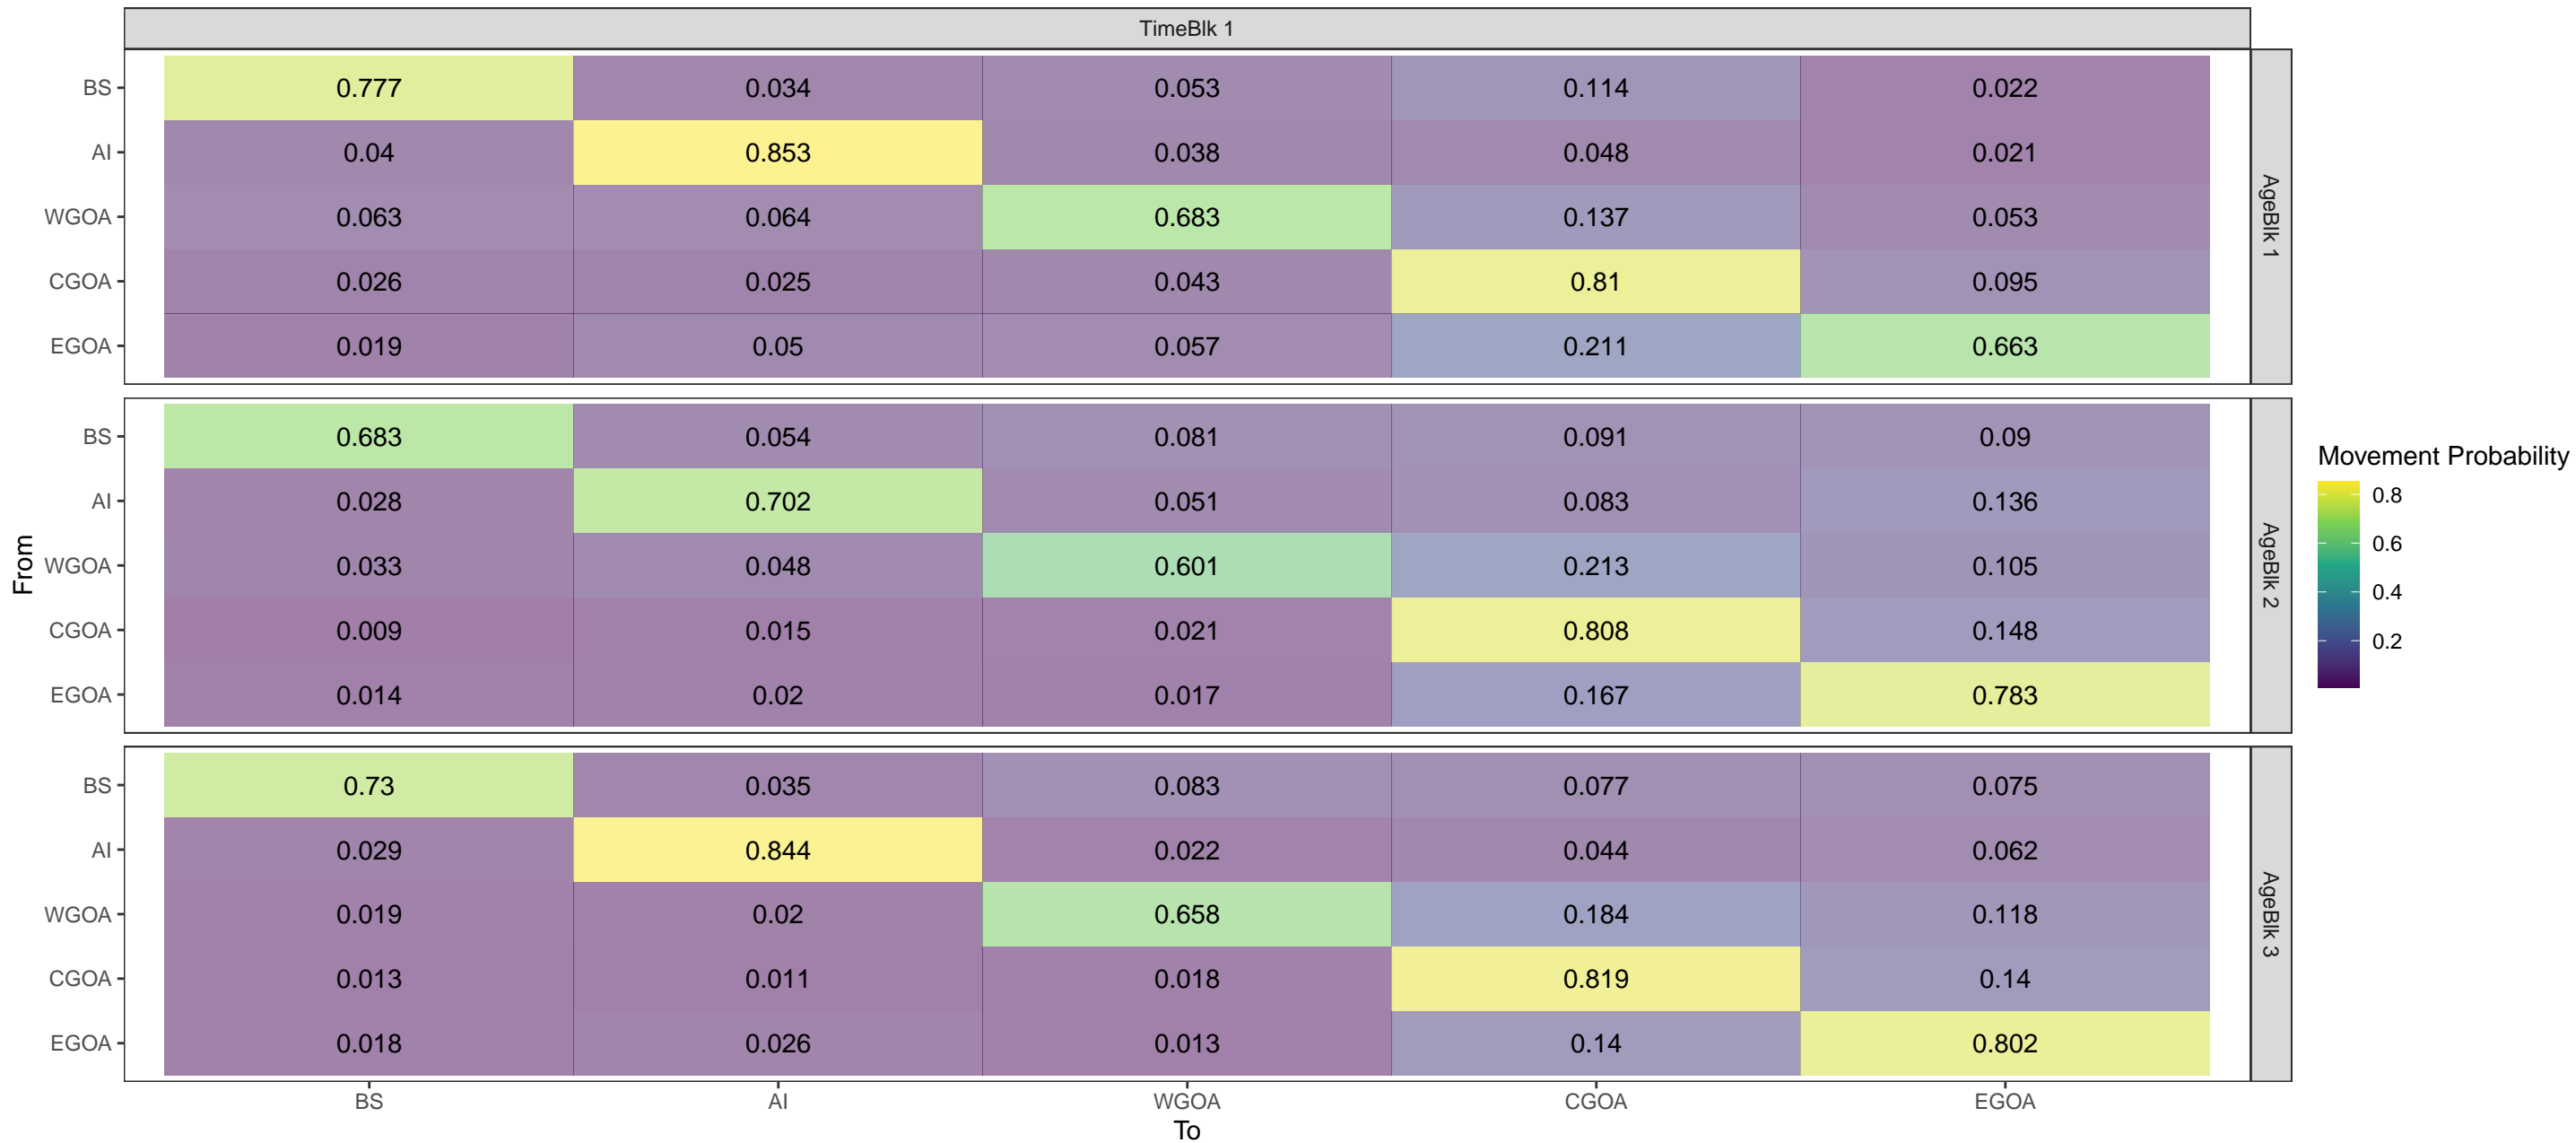 TimeBlk 1
BS 0.777 0.034 0.053 0.114 0.022
AI 0.04 0.853 0.038 0.048 0.021
WGOA 0.063 0.064 0.683 0.137 0.053
CGOA 0.026 0.025 0.043 0.81 0.095
EGOA 0.019 0.05 0.057 0.211 0.663
AgeBlk 1
BS 0.683 0.054 0.081 0.091 0.09
AI 0.028 0.702 0.051 0.083 0.136
WGOA 0.033 0.048 0.601 0.213 0.105
CGOA 0.009 0.015 0.021 0.808 0.148
EGOA 0.014 0.02 0.017 0.167 0.783
AgeBlk 2
BS 0.73 0.035 0.083 0.077 0.075
AI 0.029 0.844 0.022 0.044 0.062
WGOA 0.019 0.02 0.658 0.184 0.118
CGOA 0.013 0.011 0.018 0.819 0.14
EGOA 0.018 0.026 0.013 0.14 0.802
AgeBlk 3
BS AI WGOA CGOA EGOA
To
From
Movement Probability
0.8
0.6
0.4
0.2